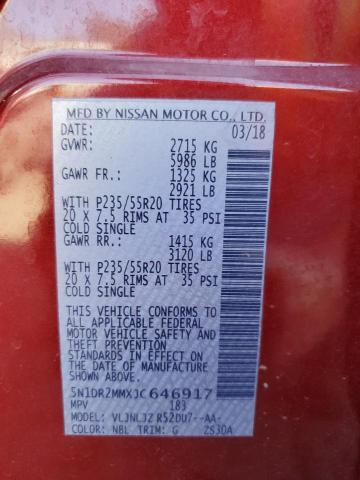 MFD BY NISSAN MOTOR CO., LTD.
DATE: 03/18
GVWR: 2715 KG
5986 LB
GAWR FR.: 1325 KG
2921 LB
WITH P235/55R20 TIRES
20 X 7.5 RIMS AT 35 PSI
COLD SINGLE
GAWR RR.: 1415 KG
3120 LB
WITH P235/55R20 TIRES
20 X 7.5 RIMS AT 35 PSI
COLD SINGLE
THIS VEHICLE CONFORMS TO ALL
APPLICABLE FEDERAL MOTOR
VEHICLE SAFETY AND
THEFT PREVENTION
STANDARDS IN EFFECT ON
THE DATE OF MANUFACTURE
SHOWN ABOVE.
5N1DR2MMXJC646917
MPV 183
MODEL: VLJNLJZ R52DU7--AA-
COLOR: NBL TRIM: G 2S30A